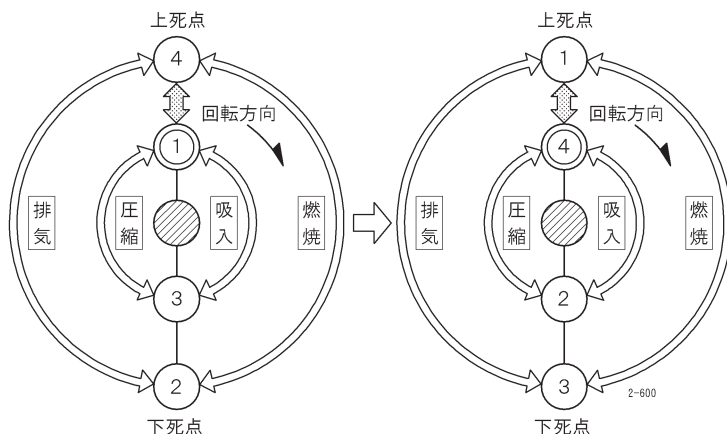 上死点
4
回転方向
1
排気
圧縮
吸入
燃焼
3
2
下死点
上死点
1
回転方向
4
排気
圧縮
吸入
燃焼
2
3
2-600
下死点